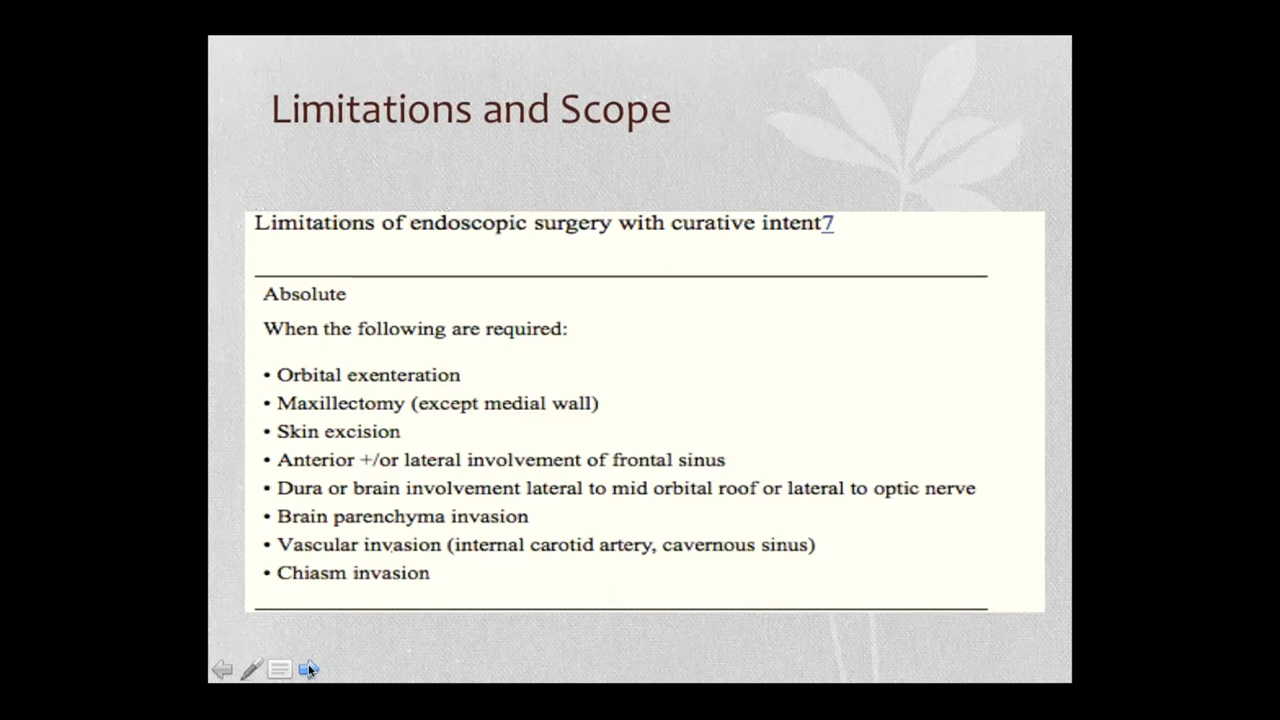 Limitations and Scope
Limitations of endoscopic surgery with curative intent7
Absolute
When the following are required:
• Orbital exenteration
• Maxillectomy (except medial wall)
• Skin excision
• Anterior +/or lateral involvement of frontal sinus
• Dura or brain involvement lateral to mid orbital roof or lateral to optic nerve
• Brain parenchyma invasion
• Vascular invasion (internal carotid artery, cavernous sinus)
• Chiasm invasion